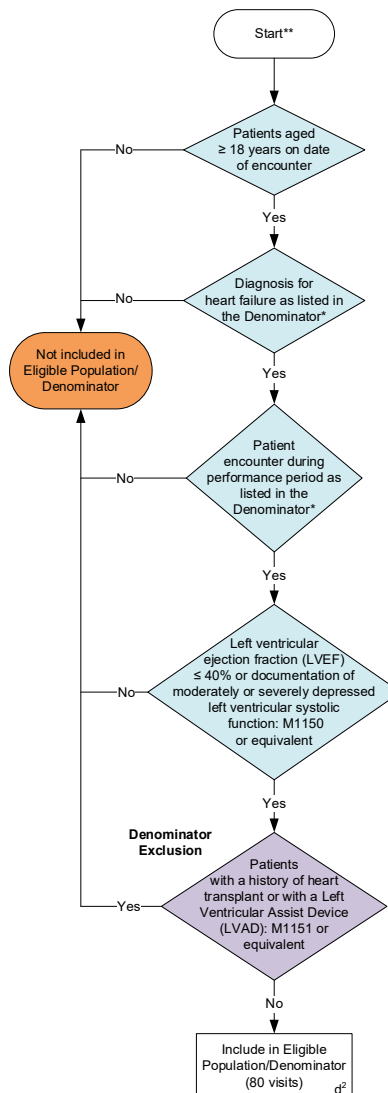 Start**
Patients aged
≥ 18 years on date
of encounter
No
Yes
Diagnosis for
heart failure as listed in
the Denominator*
No
Not included in
Eligible Population/
Denominator
Yes
Patient
encounter during
performance period as
listed in the
Denominator*
No
Yes
Left ventricular
ejection fraction (LVEF)
≤ 40% or documentation of
moderately or severely depressed
left ventricular systolic
function: M1150
or equivalent
No
Yes
Denominator
Exclusion
Patients
with a history of heart
transplant or with a Left
Ventricular Assist Device
(LVAD): M1151 or
equivalent
Yes
No
Include in Eligible
Population/Denominator
(80 visits)
d²